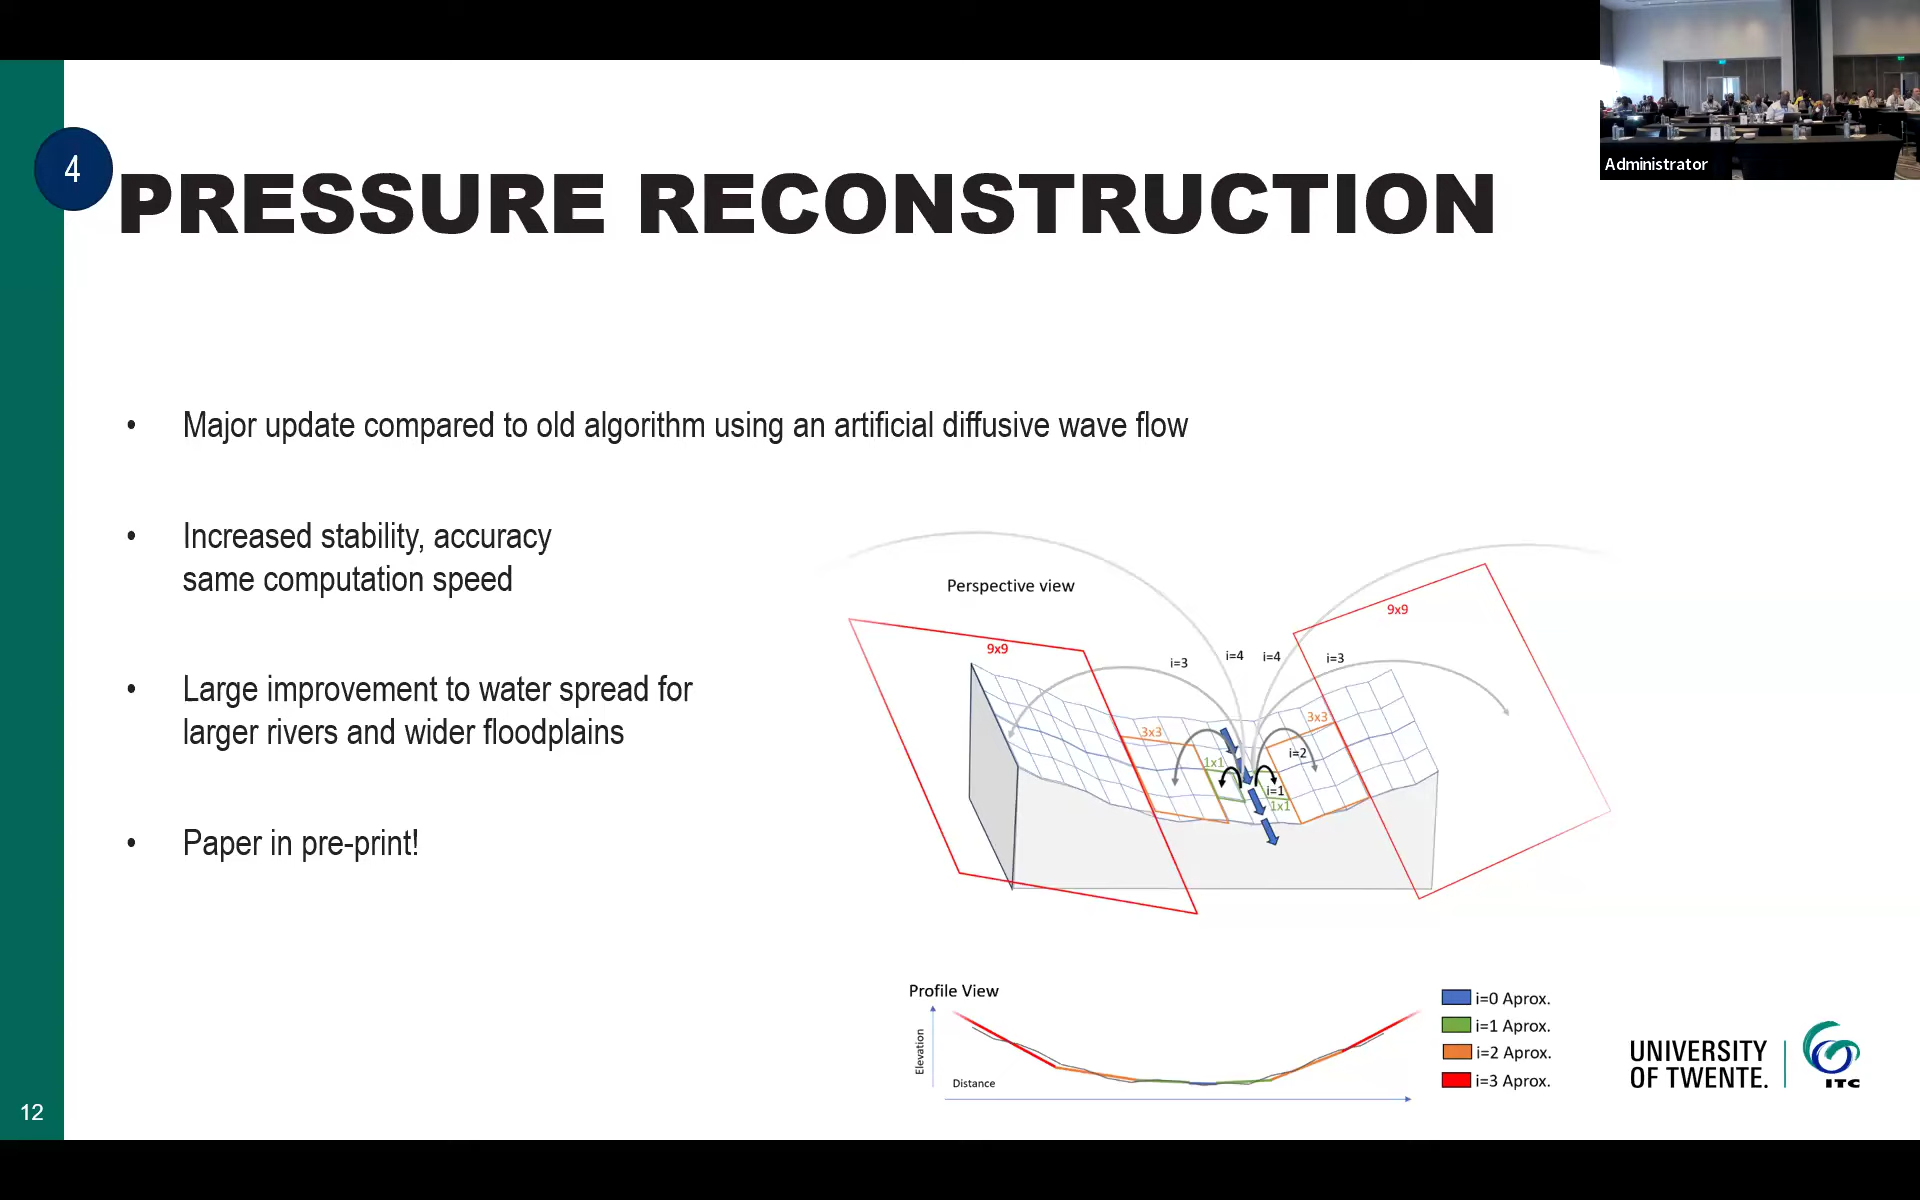 Administrator
4
PRESSURE RECONSTRUCTION
• Major update compared to old algorithm using an artificial diffusive wave flow
• Increased stability, accuracy
same computation speed
• Large improvement to water spread for
larger rivers and wider floodplains
• Paper in pre-print!
Perspective view
9x9
9x9
i=3
i=4
i=4
i=3
3x3
3x3
i=2
1x1
i=1
1x1
Profile View
Elevation
Distance
i=0 Aprox.
i=1 Aprox.
i=2 Aprox.
i=3 Aprox.
UNIVERSITY
OF TWENTE.
ITC
12